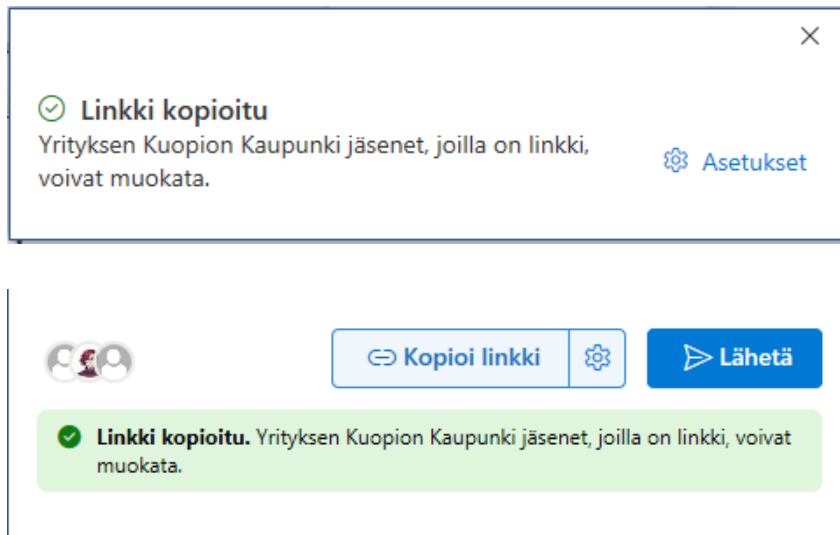 Linkki kopioitu
Yrityksen Kuopion Kaupunki jäsenet, joilla on linkki,
voivat muokata.
Asetukset
Kopioi linkki
Lähetä
Linkki kopioitu. Yrityksen Kuopion Kaupunki jäsenet, joilla on linkki, voivat
muokata.